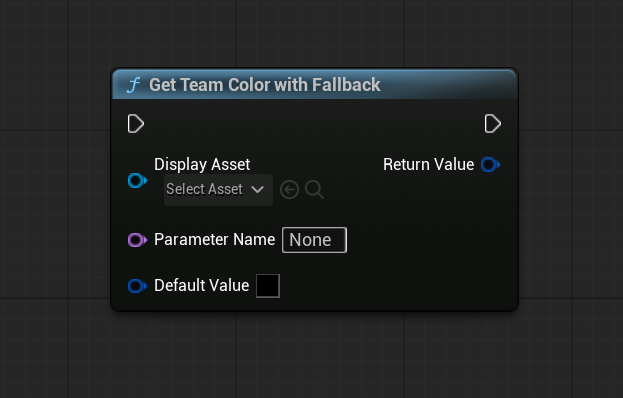 Get Team Color with Fallback
Display Asset
Return Value
Select Asset
Parameter Name
None
Default Value